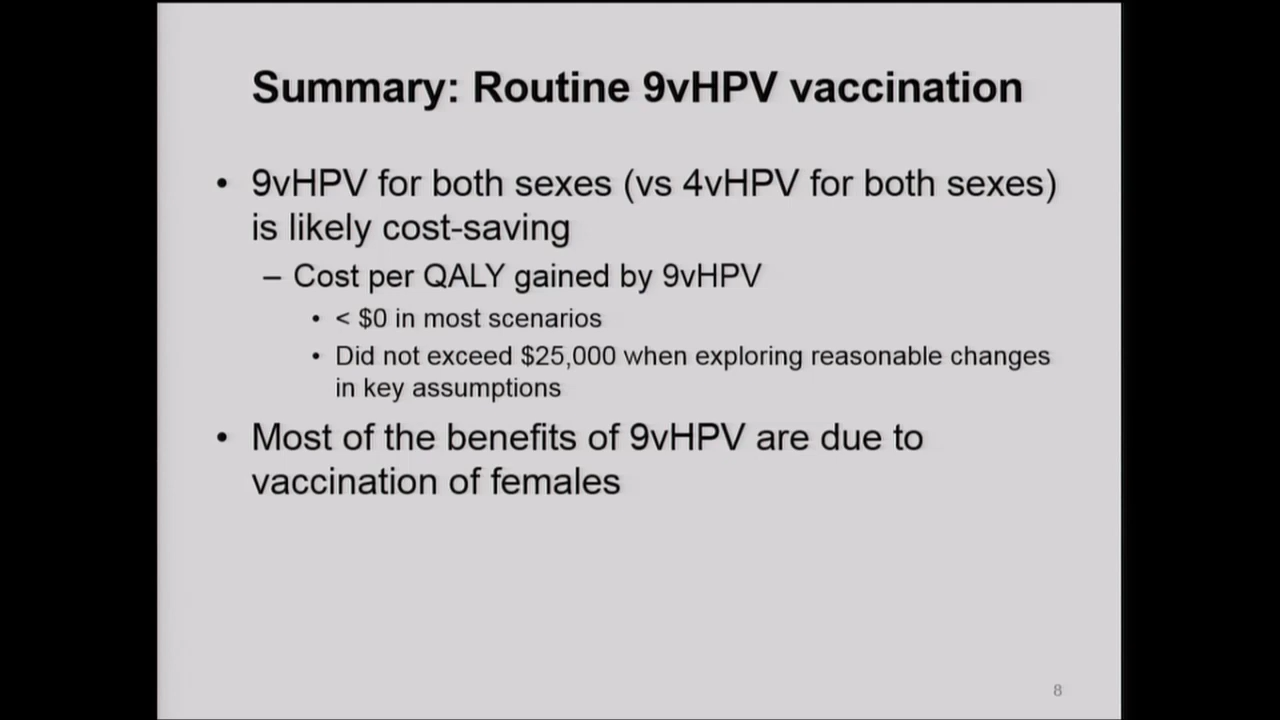 Summary: Routine 9vHPV vaccination
• 9vHPV for both sexes (vs 4vHPV for both sexes)
is likely cost-saving
– Cost per QALY gained by 9vHPV
• < $0 in most scenarios
• Did not exceed $25,000 when exploring reasonable changes
in key assumptions
• Most of the benefits of 9vHPV are due to
vaccination of females
8